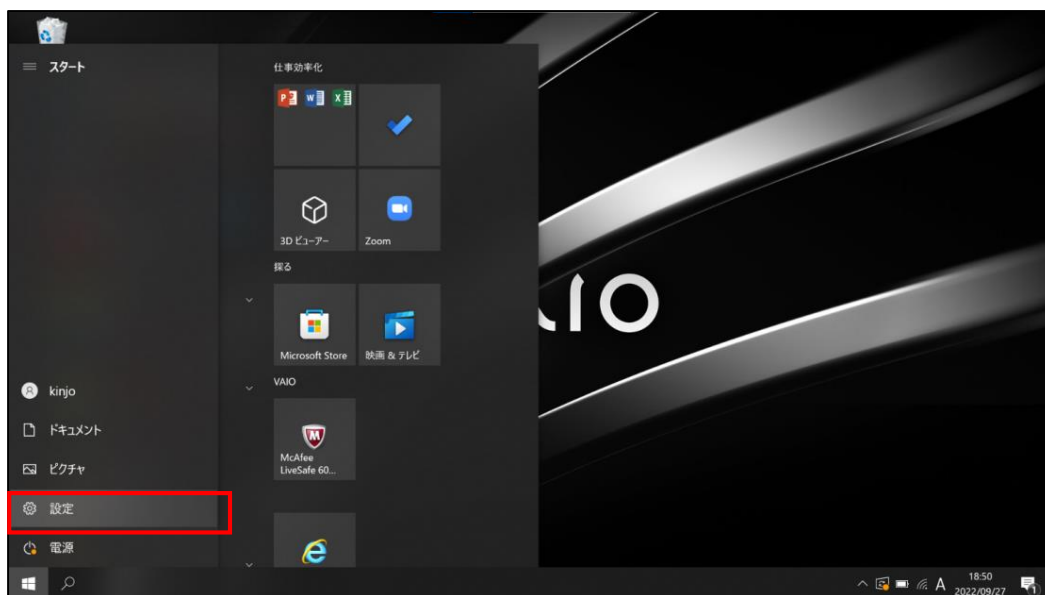 スタート
kinjo
ドキュメント
ピクチャ
設定
電源
仕事効率化
3D ビューアー
Zoom
探る
Microsoft Store
映画 & テレビ
VAIO
McAfee
LiveSafe 60...
IO
A
18:50
2022/09/27
1